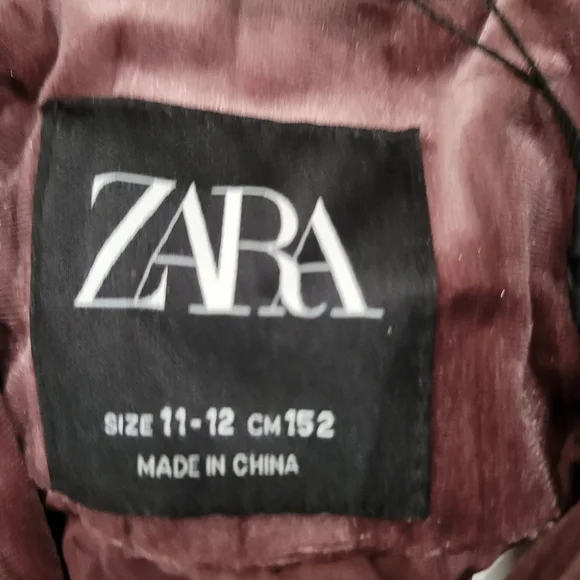 ZARA
SIZE 11-12 CM 152
MADE IN CHINA